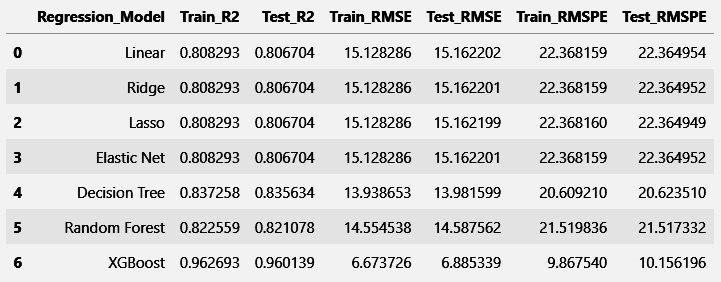 Regression_Model Train_R2 Test_R2 Train_RMSE Test_RMSE Train_RMSPE Test_RMSPE
0 Linear 0.808293 0.806704 15.128286 15.162202 22.368159 22.364954
1 Ridge 0.808293 0.806704 15.128286 15.162201 22.368159 22.364952
2 Lasso 0.808293 0.806704 15.128286 15.162199 22.368160 22.364949
3 Elastic Net 0.808293 0.806704 15.128286 15.162201 22.368159 22.364952
4 Decision Tree 0.837258 0.835634 13.938653 13.981599 20.609210 20.623510
5 Random Forest 0.822559 0.821078 14.554538 14.587562 21.519836 21.517332
6 XGBoost 0.962693 0.960139 6.673726 6.885339 9.867540 10.156196